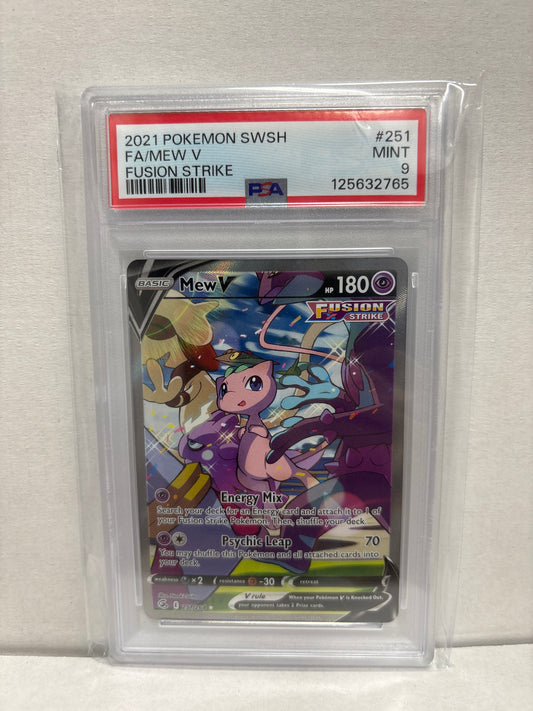 2021 POKEMON SWSH #251
FA/MEW V MINT
FUSION STRIKE 9
PSA 125632765
BASIC Mew V HP 180
FUSION
STRIKE
Energy Mix
Search your deck for an Energy card and attach it to 1 of
your Fusion Strike Pokémon. Then, shuffle your deck.
Psychic Leap 70
You may shuffle this Pokémon and all attached cards into
your deck.
weakness ×2 resistance -30 retreat
V rule When your Pokémon V is Knocked Out,
your opponent takes 2 Prize cards.